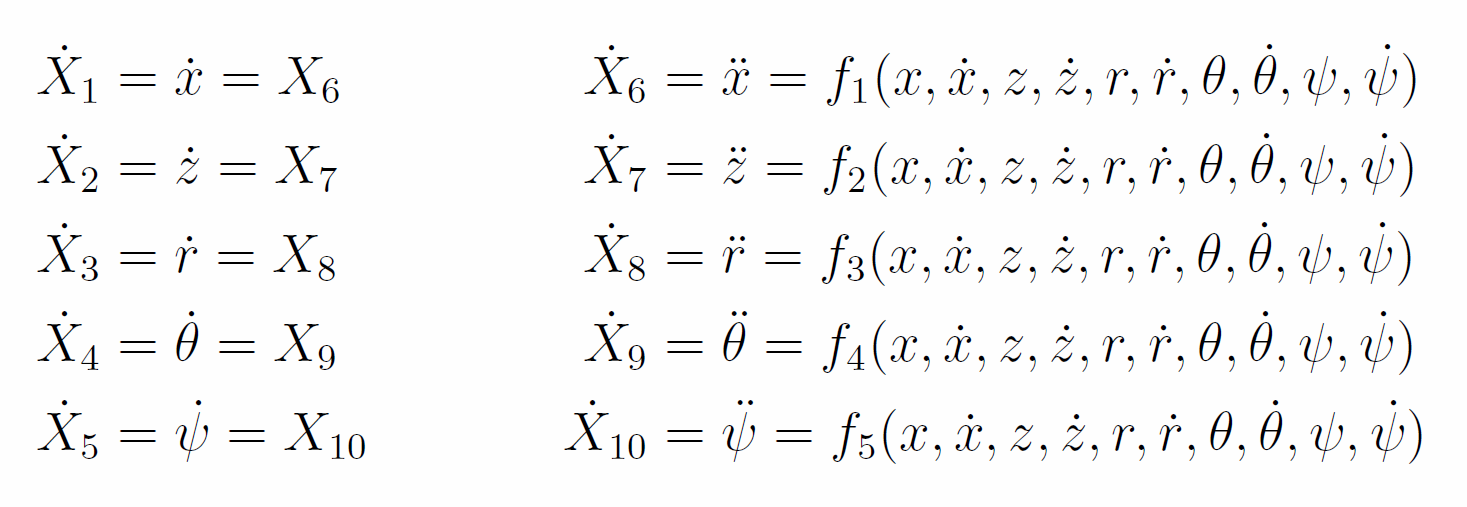 Ẋ₁ = ẋ = X₆ Ẋ₆ = ẍ = f₁(x, ẋ, z, ż, r, ṙ, θ, θ̇, ψ, ψ̇)
Ẋ₂ = ż = X₇ Ẋ₇ = z̈ = f₂(x, ẋ, z, ż, r, ṙ, θ, θ̇, ψ, ψ̇)
Ẋ₃ = ṙ = X₈ Ẋ₈ = r̈ = f₃(x, ẋ, z, ż, r, ṙ, θ, θ̇, ψ, ψ̇)
Ẋ₄ = θ̇ = X₉ Ẋ₉ = θ̈ = f₄(x, ẋ, z, ż, r, ṙ, θ, θ̇, ψ, ψ̇)
Ẋ₅ = ψ̇ = X₁₀ Ẋ₁₀ = ψ̈ = f₅(x, ẋ, z, ż, r, ṙ, θ, θ̇, ψ, ψ̇)